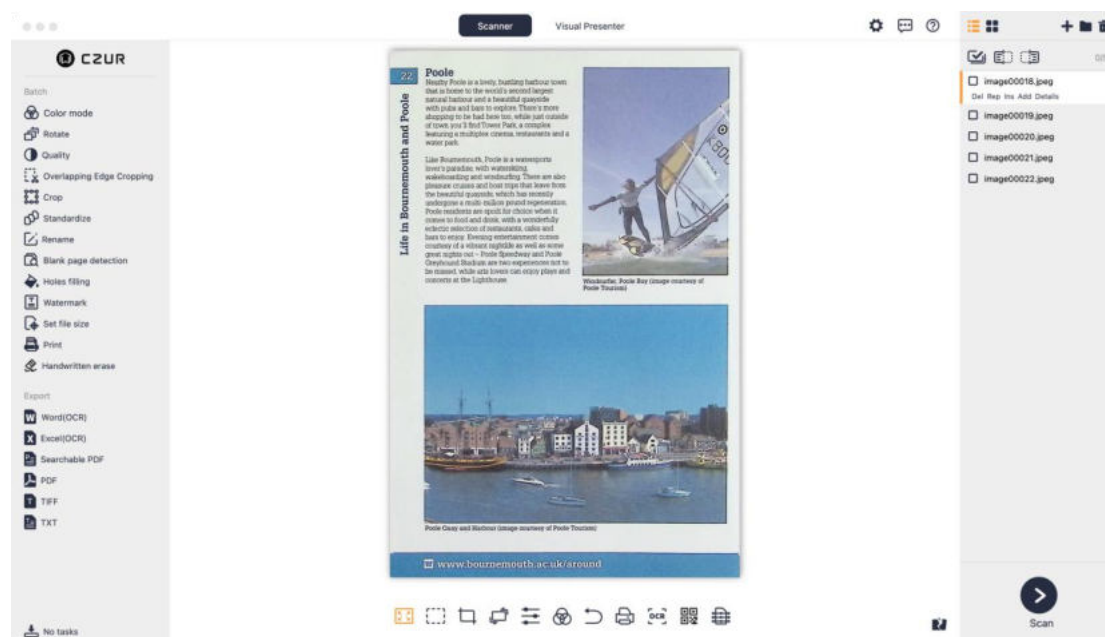 Scanner
Visual Presenter
CZUR
Batch
Color mode
Rotate
Quality
Overlapping Edge Cropping
Crop
Standardize
Rename
Blank page detection
Holes filling
Watermark
Set file size
Print
Handwritten erase
Export
Word(OCR)
Excel(OCR)
Searchable PDF
PDF
TIFF
TXT
No tasks
22
Life in Bournemouth and Poole
Poole
Nearby Poole is a lively, bustling harbour town
that is home to the world's second largest
natural harbour and a beautiful quayside
with pubs and bars to explore. There's more
shopping to be had here too, while just outside
of town you'll find Tower Park, a complex
featuring a multiplex cinema, restaurants and a
water park.
Like Bournemouth, Poole is a watersports
lover's paradise, with waterskiing,
wakeboarding and windsurfing. There are also
pleasure cruises and boat trips that leave from
the beautiful quayside, which has recently
undergone a multi-million pound regeneration.
Poole residents are spoilt for choice when it
comes to food and drink, with a wonderfully
eclectic selection of restaurants, cafes and
bars to enjoy. Evening entertainment comes
courtesy of a vibrant nightlife as well as some
great nights out – Poole Speedway and Poole
Greyhound Stadium are two experiences not to
be missed, while arts lovers can enjoy plays and
concerts at the Lighthouse.
Windsurfer, Poole Bay (image courtesy of
Poole Tourism)
Poole Quay and Harbour (image courtesy of Poole Tourism)
www.bournemouth.ac.uk/around
OCR
image00018.jpeg
Del Rep Ins Add Details
image00019.jpeg
image00020.jpeg
image00021.jpeg
image00022.jpeg
Scan